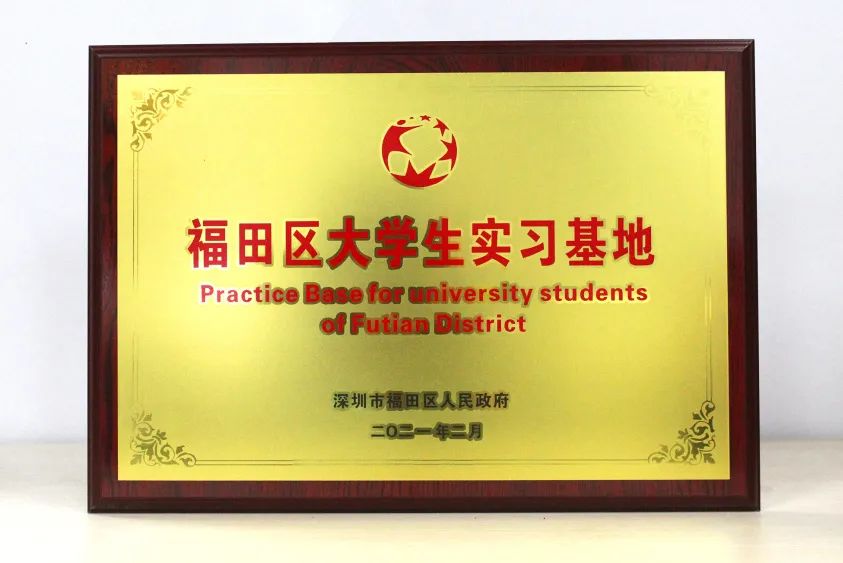 福田区大学生实习基地
Practice Base for university students
of Futian District
深圳市福田区人民政府
二〇二一年二月